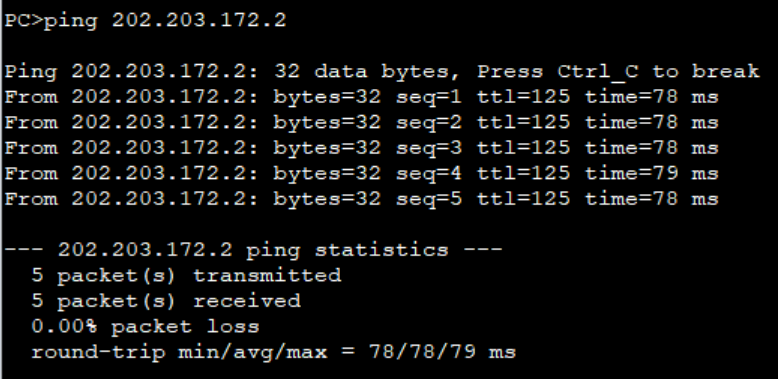 PC>ping 202.203.172.2
Ping 202.203.172.2: 32 data bytes, Press Ctrl_C to break
From 202.203.172.2: bytes=32 seq=1 ttl=125 time=78 ms
From 202.203.172.2: bytes=32 seq=2 ttl=125 time=78 ms
From 202.203.172.2: bytes=32 seq=3 ttl=125 time=78 ms
From 202.203.172.2: bytes=32 seq=4 ttl=125 time=79 ms
From 202.203.172.2: bytes=32 seq=5 ttl=125 time=78 ms
--- 202.203.172.2 ping statistics ---
5 packet(s) transmitted
5 packet(s) received
0.00% packet loss
round-trip min/avg/max = 78/78/79 ms